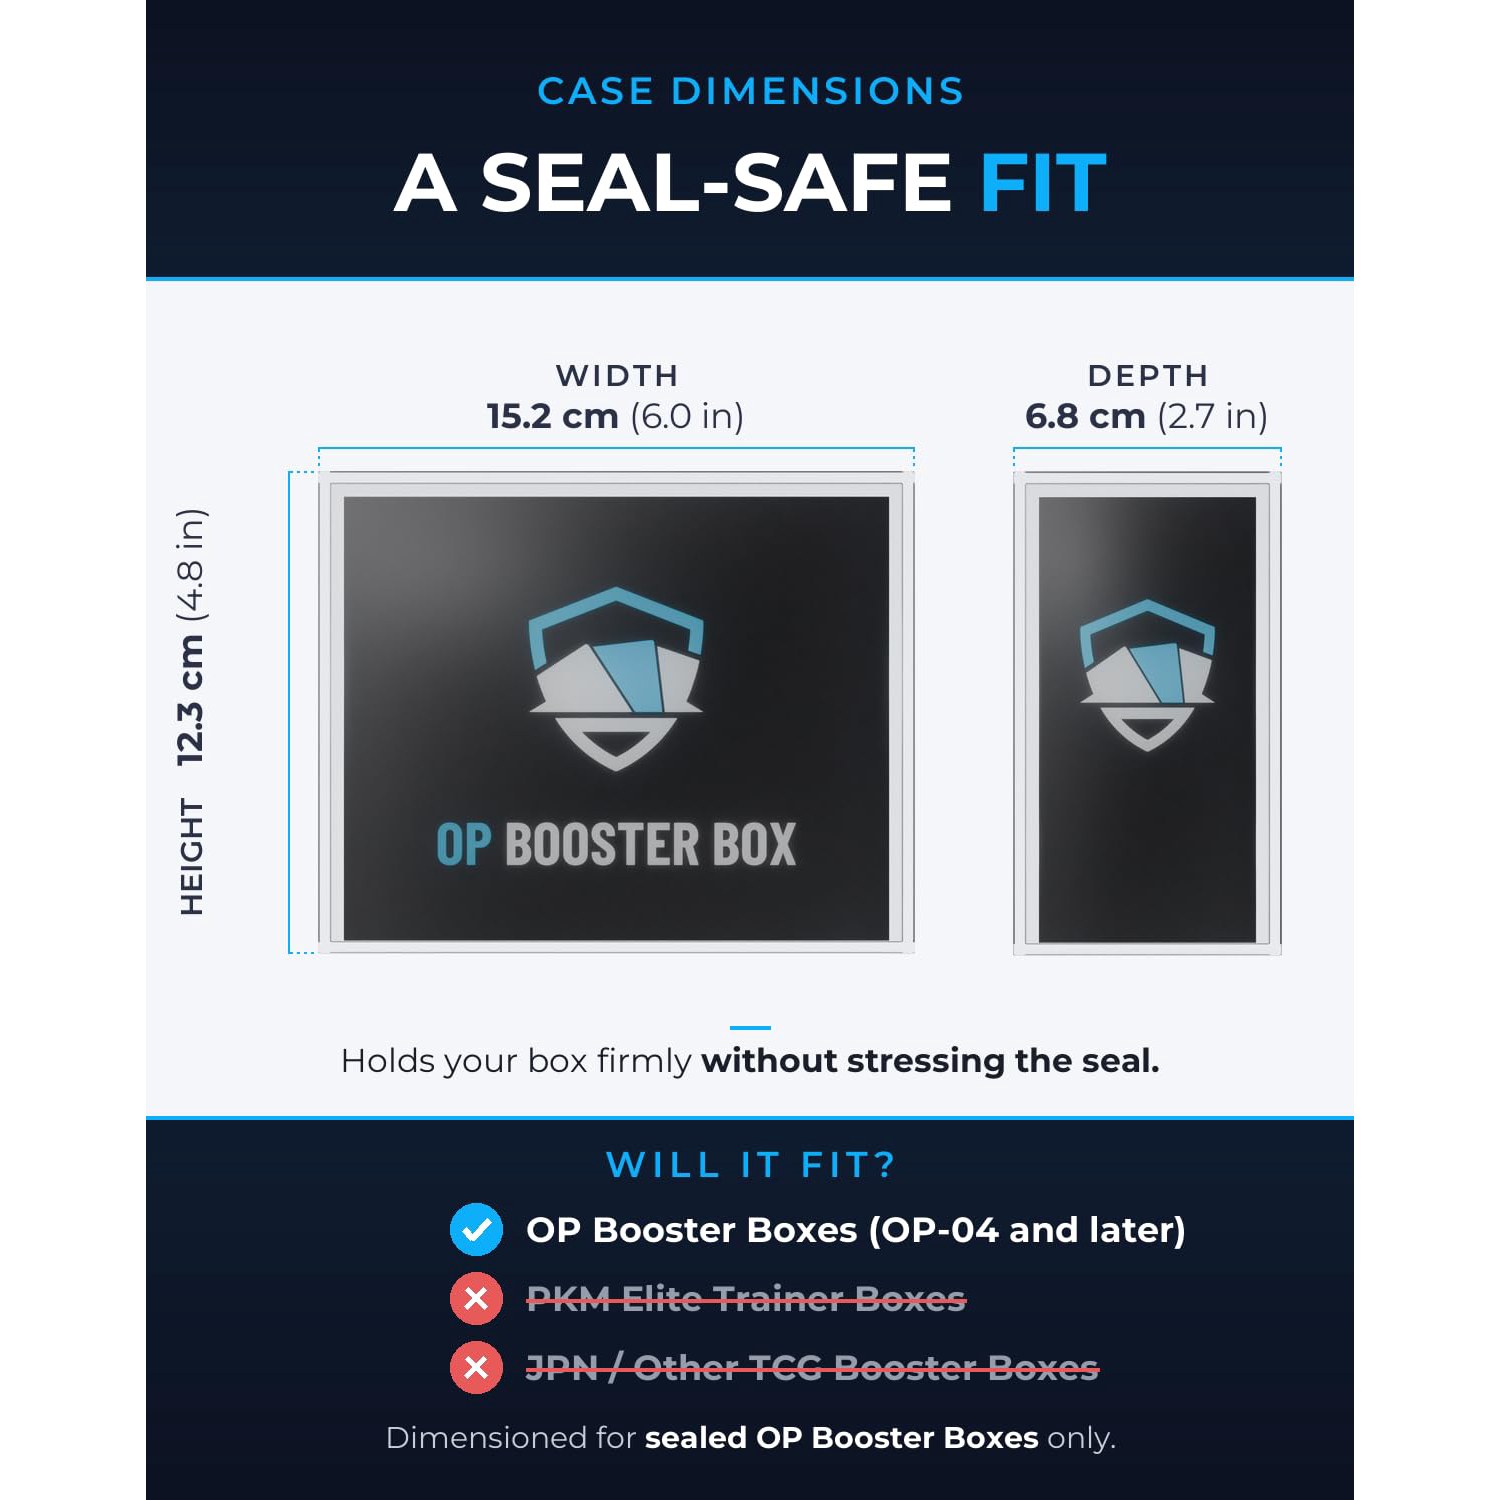 CASE DIMENSIONS
A SEAL-SAFE FIT
WIDTH
15.2 cm (6.0 in)
DEPTH
6.8 cm (2.7 in)
HEIGHT 12.3 cm (4.8 in)
OP BOOSTER BOX
Holds your box firmly without stressing the seal.
WILL IT FIT?
OP Booster Boxes (OP-04 and later)
PKM Elite Trainer Boxes
JPN / Other TCG Booster Boxes
Dimensioned for sealed OP Booster Boxes only.